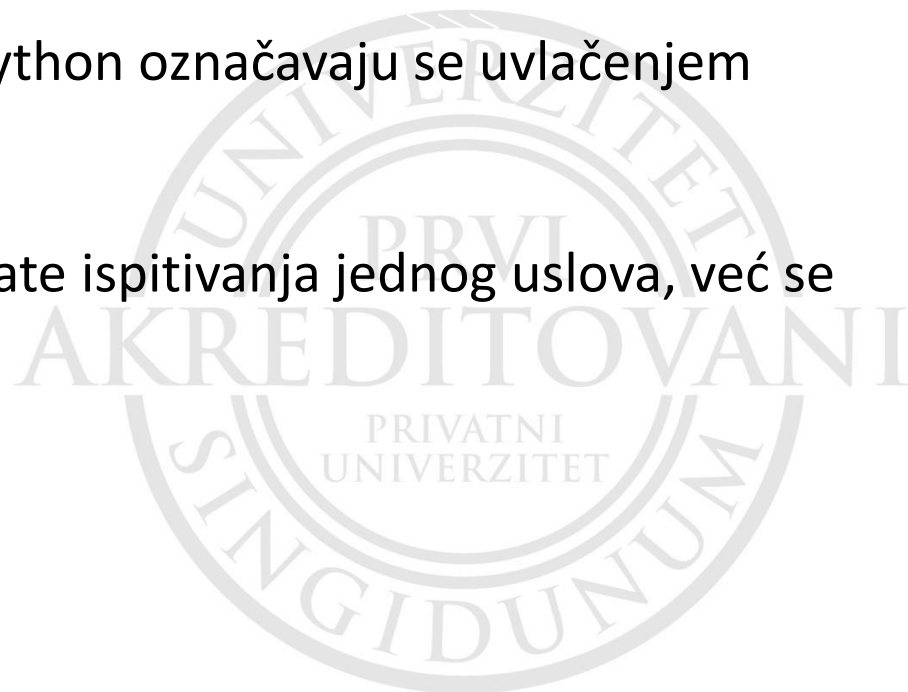 ython označavaju se uvlačenjem
ate ispitivanja jednog uslova, već se
UNIVERZITET
PRVI
AKREDITOVANI
PRIVATNI
UNIVERZITET
SINGIDUNUM